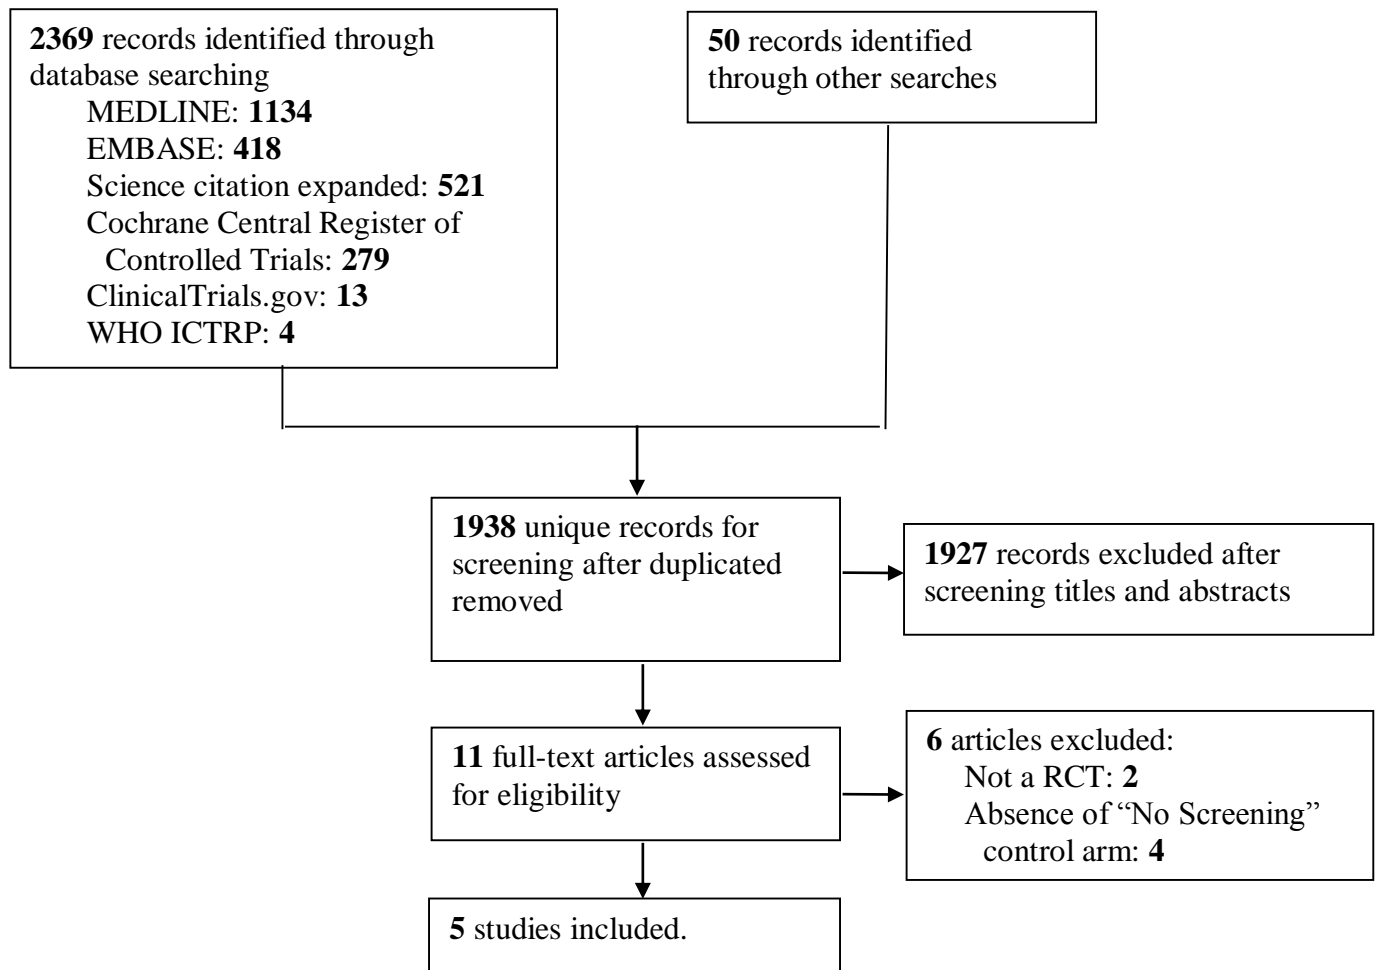 2369 records identified through
database searching
MEDLINE: 1134
EMBASE: 418
Science citation expanded: 521
Cochrane Central Register of
Controlled Trials: 279
ClinicalTrials.gov: 13
WHO ICTRP: 4
50 records identified
through other searches
1938 unique records for
screening after duplicated
removed
1927 records excluded after
screening titles and abstracts
11 full-text articles assessed
for eligibility
6 articles excluded:
Not a RCT: 2
Absence of “No Screening”
control arm: 4
5 studies included.